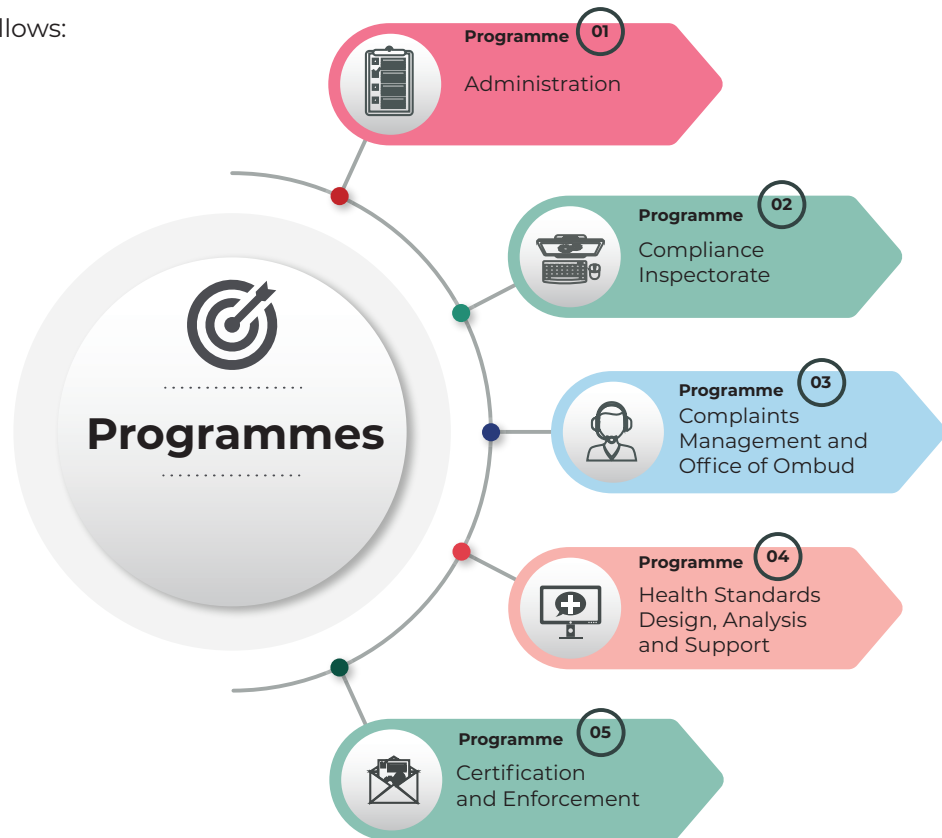 llows:
Programme 01
Administration
Programme 02
Compliance
Inspectorate
Programmes
Programme 03
Complaints
Management and
Office of Ombud
Programme 04
Health Standards
Design, Analysis
and Support
Programme 05
Certification
and Enforcement